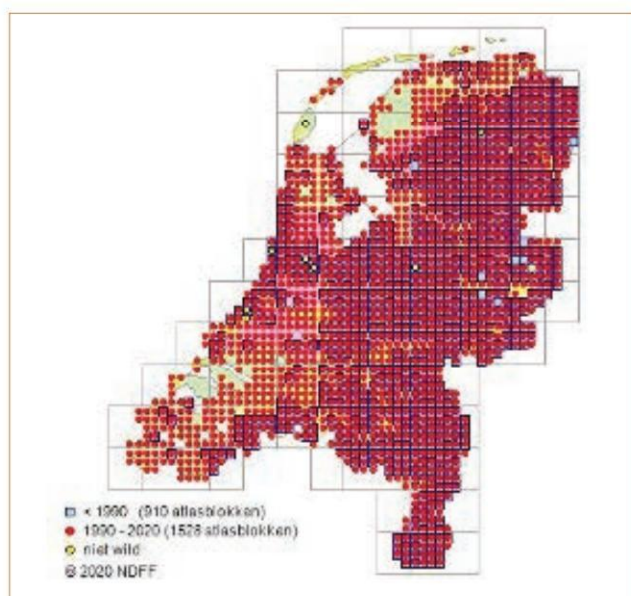 < 1990 (910 atlasblokken)
1990 - 2020 (1528 atlasblokken)
niet wild
2020 NDFF